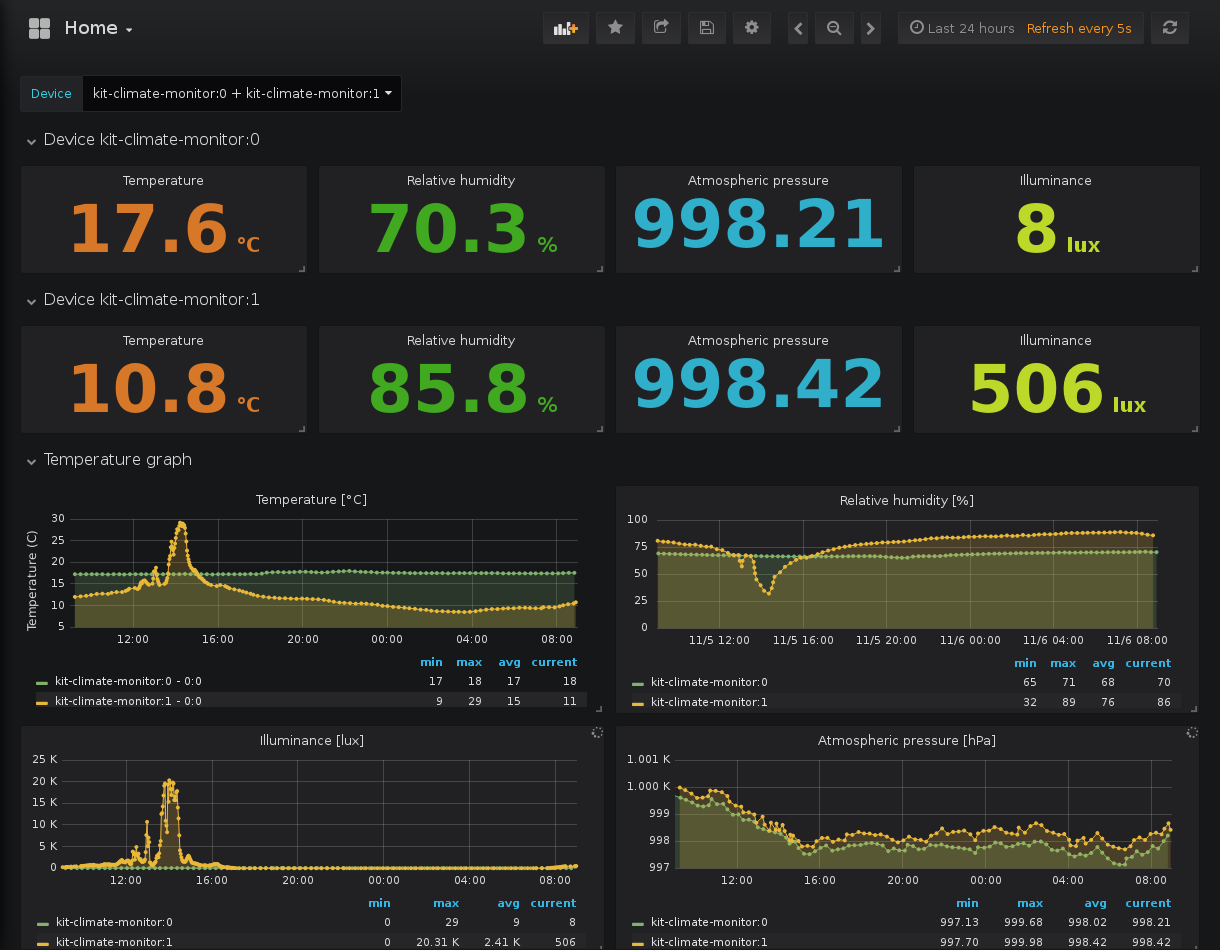 Home
Last 24 hours Refresh every 5s
Device kit-climate-monitor:0 + kit-climate-monitor:1
Device kit-climate-monitor:0
Temperature Relative humidity Atmospheric pressure Illuminance
17.6 °C 70.3 % 998.21 8 lux
Device kit-climate-monitor:1
Temperature Relative humidity Atmospheric pressure Illuminance
10.8 °C 85.8 % 998.42 506 lux
Temperature graph
Temperature [°C]
Temperature (C)
30
25
20
15
10
5
12:00 16:00 20:00 00:00 04:00 08:00
min max avg current
kit-climate-monitor:0 - 0:0 17 18 17 18
kit-climate-monitor:1 - 0:0 9 29 15 11
Relative humidity [%]
100
75
50
25
0
11/5 12:00 11/5 16:00 11/5 20:00 11/6 00:00 11/6 04:00 11/6 08:00
min max avg current
kit-climate-monitor:0 65 71 68 70
kit-climate-monitor:1 32 89 76 86
Illuminance [lux]
25 K
20 K
15 K
10 K
5 K
0
12:00 16:00 20:00 00:00 04:00 08:00
min max avg current
kit-climate-monitor:0 0 29 9 8
kit-climate-monitor:1 0 20.31 K 2.41 K 506
Atmospheric pressure [hPa]
1.001 K
1.000 K
999
998
997
12:00 16:00 20:00 00:00 04:00 08:00
min max avg current
kit-climate-monitor:0 997.13 999.68 998.02 998.21
kit-climate-monitor:1 997.70 999.98 998.42 998.42